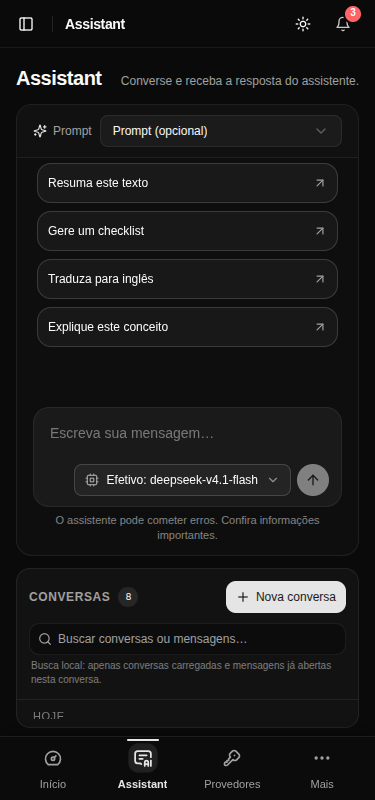 Assistant
3
Assistant
Converse e receba a resposta do assistente.
Prompt
Prompt (opcional)
Resuma este texto
Gere um checklist
Traduza para inglês
Explique este conceito
Escreva sua mensagem…
Efetivo: deepseek-v4.1-flash
O assistente pode cometer erros. Confira informações
importantes.
CONVERSAS
8
Nova conversa
Buscar conversas ou mensagens…
Busca local: apenas conversas carregadas e mensagens já abertas
nesta conversa.
HOJE
Início
Assistant
Provedores
Mais